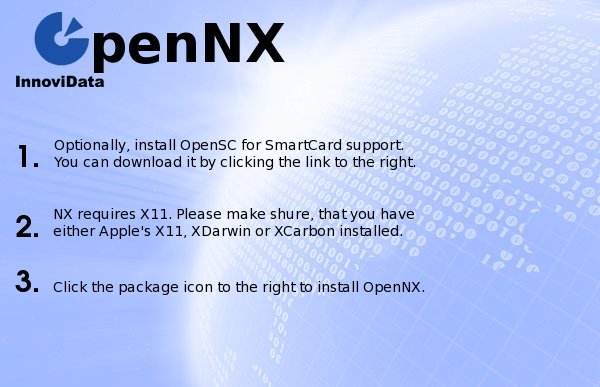 OpenNX
InnoviData
1. Optionally, install OpenSC for SmartCard support.
You can download it by clicking the link to the right.
2. NX requires X11. Please make shure, that you have
either Apple's X11, XDarwin or XCarbon installed.
3. Click the package icon to the right to install OpenNX.